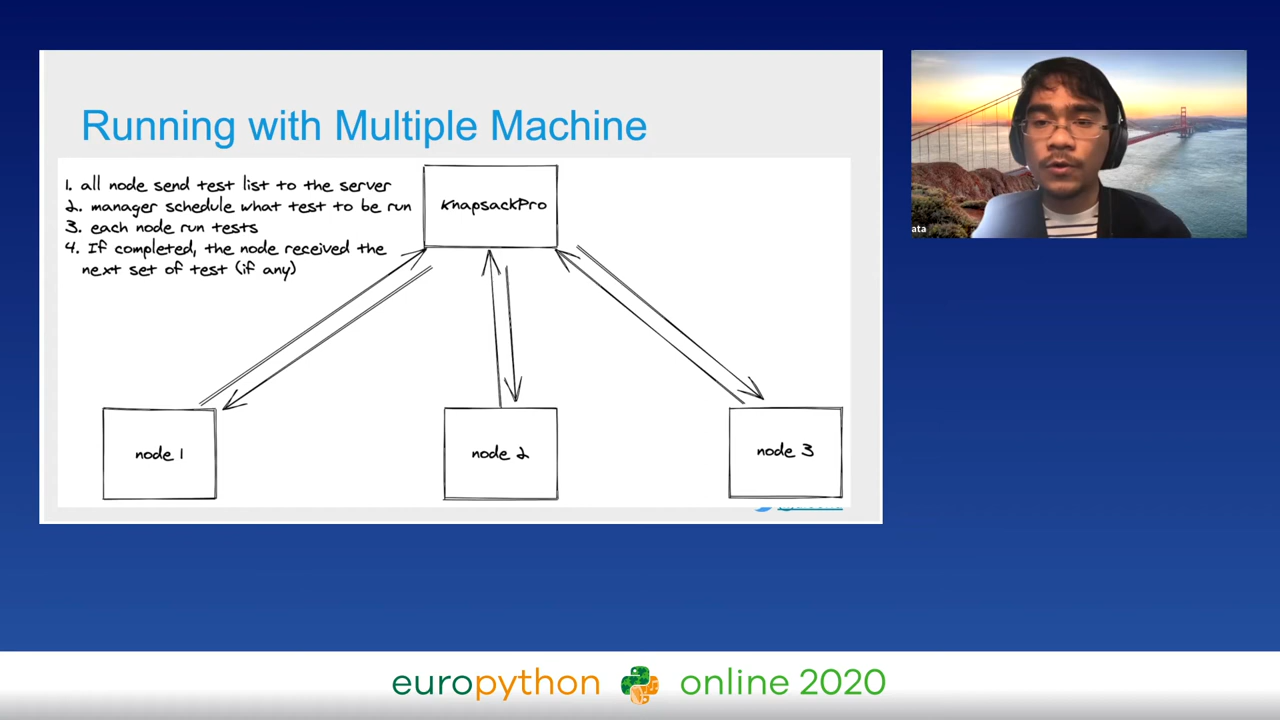 Running with Multiple Machine
1. all node send test list to the server
2. manager schedule what test to be run
3. each node run tests
4. If completed, the node received the
next set of test (if any)
KnapsackPro
node 1
node 2
node 3
ata
europython online 2020